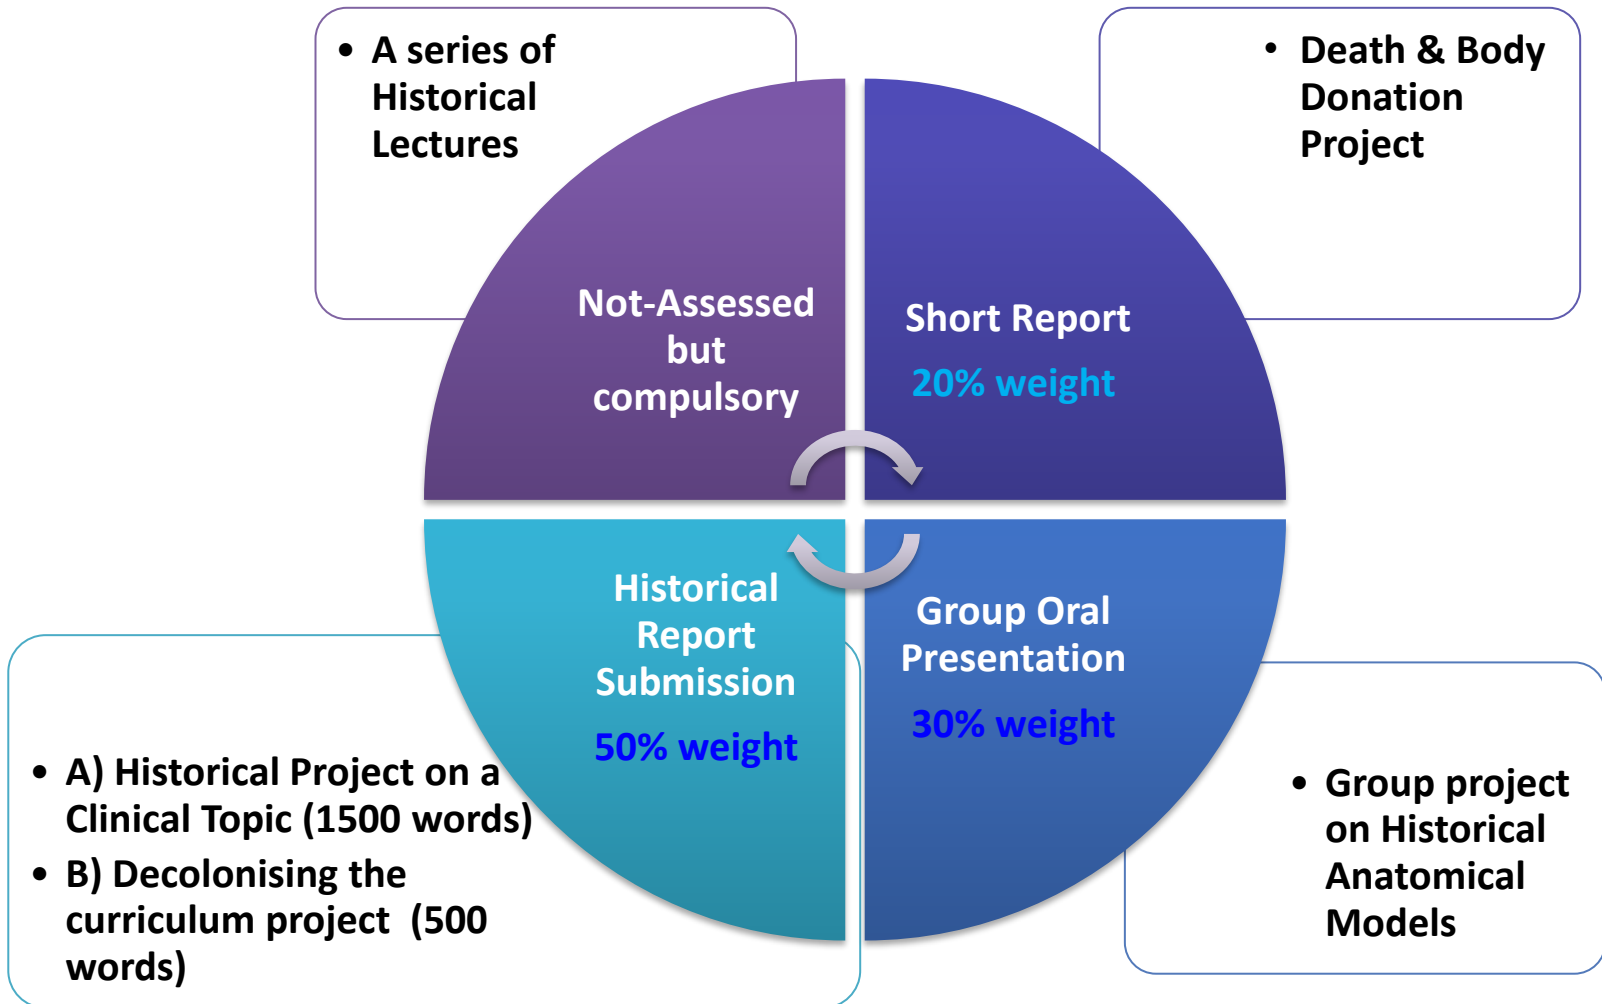 • A series of
Historical
Lectures
• Death & Body
Donation
Project
Not-Assessed
but
compulsory
Short Report
20% weight
Historical
Report
Submission
50% weight
Group Oral
Presentation
30% weight
• A) Historical Project on a
Clinical Topic (1500 words)
• B) Decolonising the
curriculum project (500
words)
• Group project
on Historical
Anatomical
Models